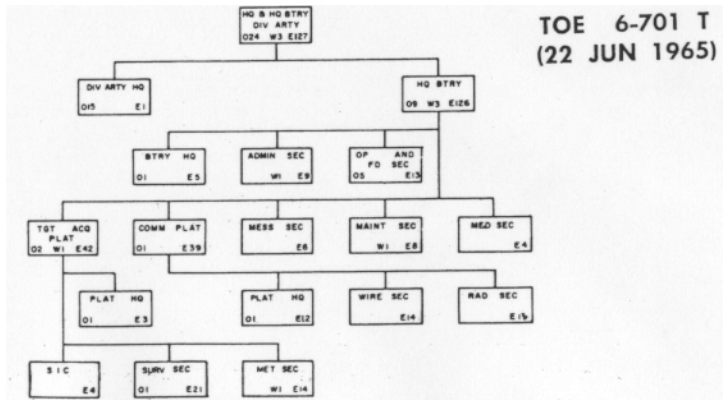 TOE 6-701 T
(22 JUN 1965)
HQ & HQ BTRY
DIV ARTY
O24 W3 E127
DIV ARTY HQ
O15 E1
HQ BTRY
O9 W3 E126
BTRY HQ
O1 E5
ADMIN SEC
W1 E9
OP AND
FD SEC
O5 E13
TGT ACQ
PLAT
O2 W1 E42
COMM PLAT
O1 E39
MESS SEC
E6
MAINT SEC
W1 E8
MED SEC
E4
PLAT HQ
O1 E3
PLAT HQ
O1 E12
WIRE SEC
E14
RAD SEC
S I C
E4
SURV SEC
O1 E21
MET SEC
W1 E14